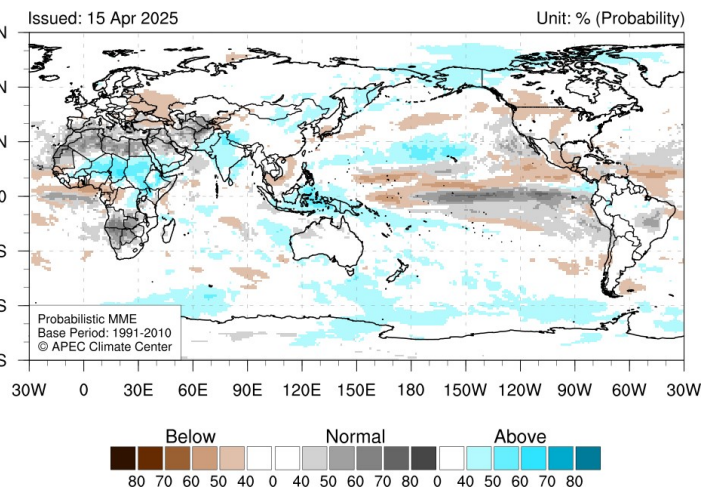 Issued: 15 Apr 2025 Unit: % (Probability)
N
N
N
0
S
S
S
Probabilistic MME
Base Period: 1991-2010
© APEC Climate Center
30W 0 30E 60E 90E 120E 150E 180 150W 120W 90W 60W 30W
Below Normal Above
80 70 60 50 40 0 40 50 60 70 80 0 40 50 60 70 80